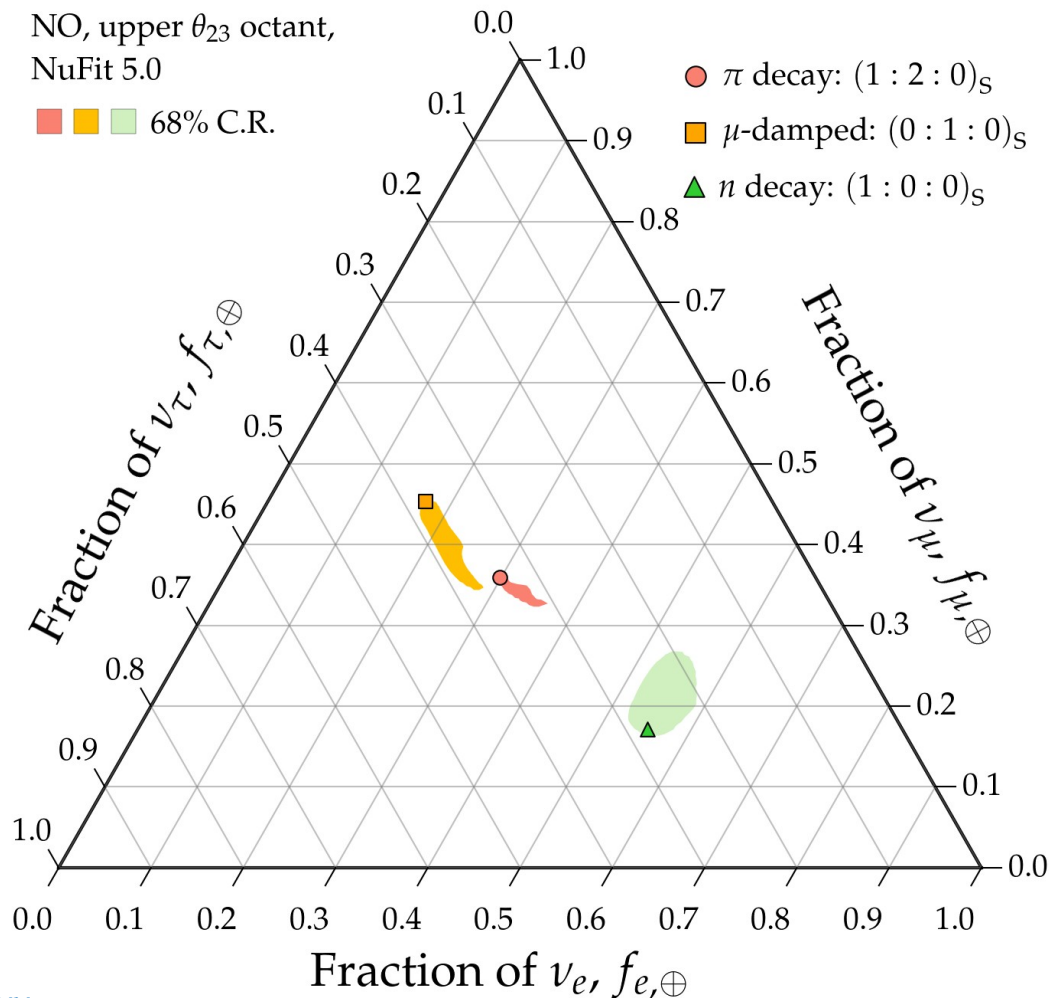 NO, upper θ₂₃ octant,
NuFit 5.0
68% C.R.
π decay: (1 : 2 : 0)S
μ-damped: (0 : 1 : 0)S
n decay: (1 : 0 : 0)S
0.0
0.1
0.2
0.3
0.4
0.5
0.6
0.7
0.8
0.9
1.0
Fraction of ντ, fτ,⊕
1.0
0.9
0.8
0.7
0.6
0.5
0.4
0.3
0.2
0.1
0.0
Fraction of νμ, fμ,⊕
0.0 0.1 0.2 0.3 0.4 0.5 0.6 0.7 0.8 0.9 1.0
Fraction of νe, fe,⊕